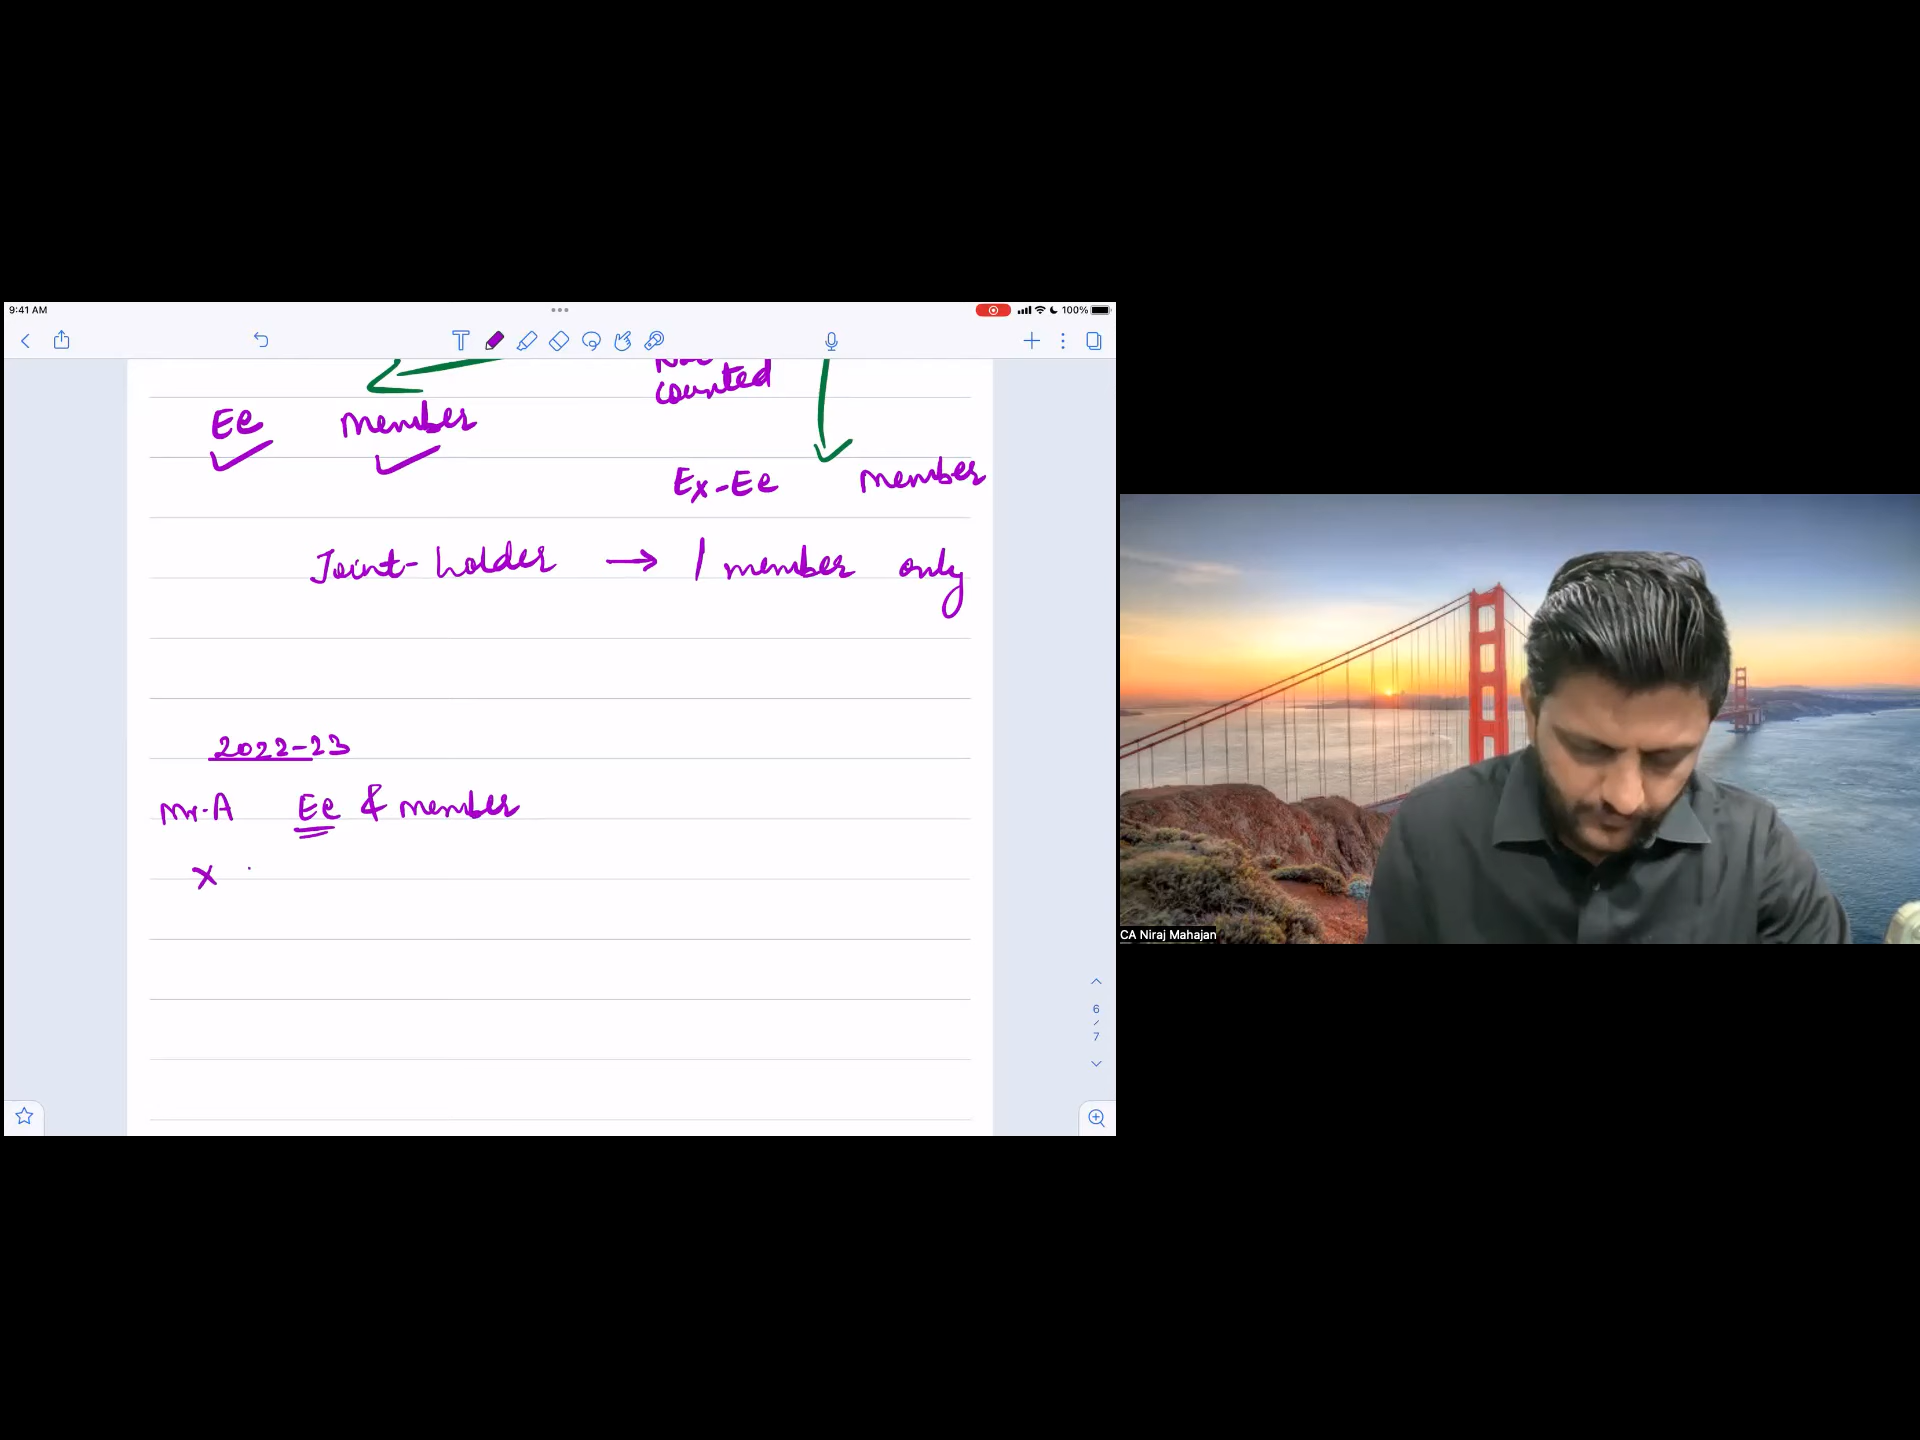 9:41 AM
100%
counted
Ee member
Ex-Ee member
Joint-holder → 1 member only
2022-23
Mr.A Ee & member
X
CA Niraj Mahajan
6
/
7